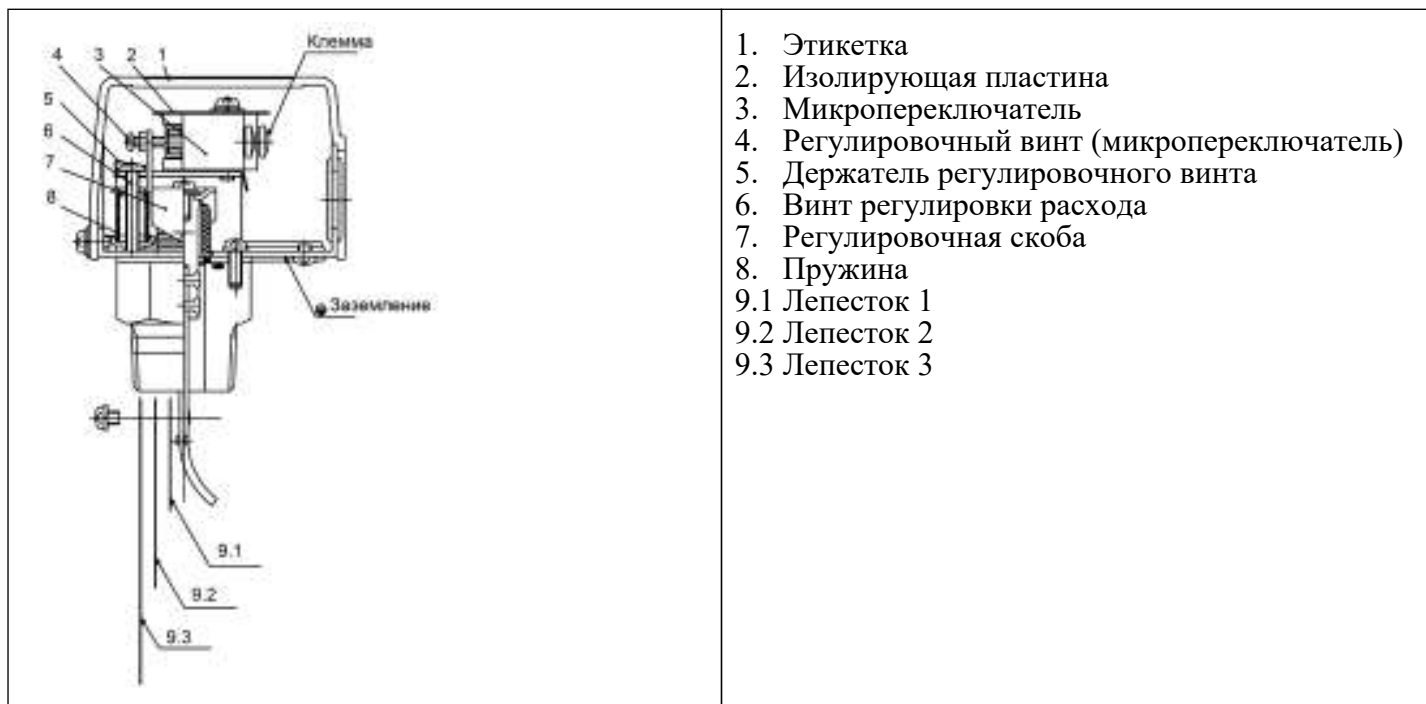 Клемма
4 3 2 1
5
6
7
8
Заземление
9.1
9.2
9.3
1. Этикетка
2. Изолирующая пластина
3. Микропереключатель
4. Регулировочный винт (микропереключатель)
5. Держатель регулировочного винта
6. Винт регулировки расхода
7. Регулировочная скоба
8. Пружина
9.1 Лепесток 1
9.2 Лепесток 2
9.3 Лепесток 3